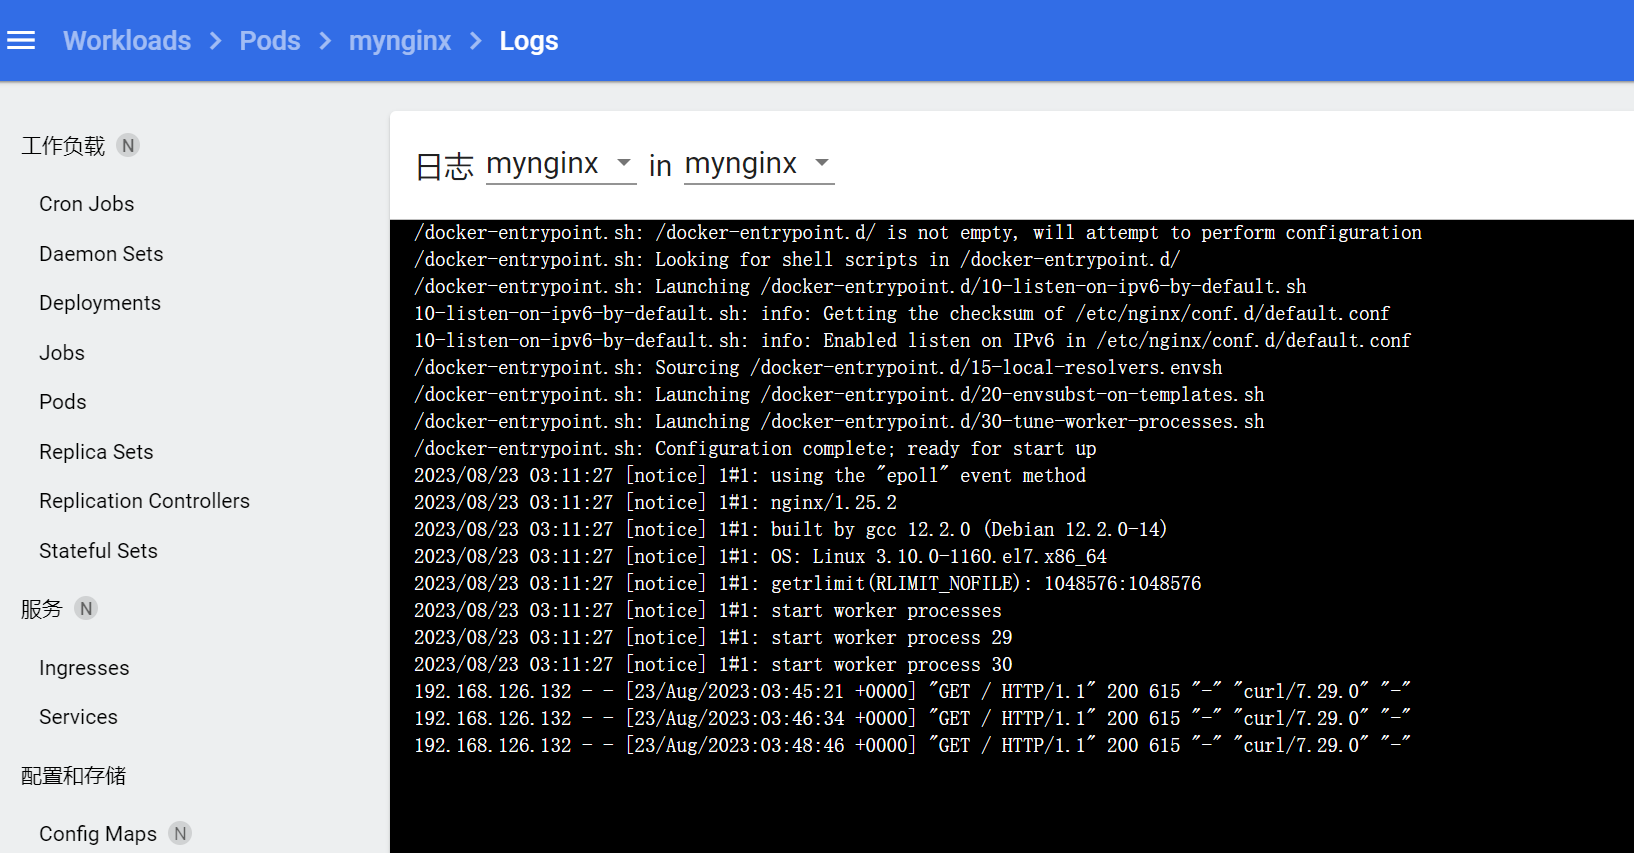 Workloads > Pods > mynginx > Logs
工作负载 N
Cron Jobs
Daemon Sets
Deployments
Jobs
Pods
Replica Sets
Replication Controllers
Stateful Sets
服务 N
Ingresses
Services
配置和存储
Config Maps N
日志 mynginx in mynginx
/docker-entrypoint.sh: /docker-entrypoint.d/ is not empty, will attempt to perform configuration
/docker-entrypoint.sh: Looking for shell scripts in /docker-entrypoint.d/
/docker-entrypoint.sh: Launching /docker-entrypoint.d/10-listen-on-ipv6-by-default.sh
10-listen-on-ipv6-by-default.sh: info: Getting the checksum of /etc/nginx/conf.d/default.conf
10-listen-on-ipv6-by-default.sh: info: Enabled listen on IPv6 in /etc/nginx/conf.d/default.conf
/docker-entrypoint.sh: Sourcing /docker-entrypoint.d/15-local-resolvers.envsh
/docker-entrypoint.sh: Launching /docker-entrypoint.d/20-envsubst-on-templates.sh
/docker-entrypoint.sh: Launching /docker-entrypoint.d/30-tune-worker-processes.sh
/docker-entrypoint.sh: Configuration complete; ready for start up
2023/08/23 03:11:27 [notice] 1#1: using the "epoll" event method
2023/08/23 03:11:27 [notice] 1#1: nginx/1.25.2
2023/08/23 03:11:27 [notice] 1#1: built by gcc 12.2.0 (Debian 12.2.0-14)
2023/08/23 03:11:27 [notice] 1#1: OS: Linux 3.10.0-1160.el7.x86_64
2023/08/23 03:11:27 [notice] 1#1: getrlimit(RLIMIT_NOFILE): 1048576:1048576
2023/08/23 03:11:27 [notice] 1#1: start worker processes
2023/08/23 03:11:27 [notice] 1#1: start worker process 29
2023/08/23 03:11:27 [notice] 1#1: start worker process 30
192.168.126.132 - - [23/Aug/2023:03:45:21 +0000] "GET / HTTP/1.1" 200 615 "-" "curl/7.29.0" "-"
192.168.126.132 - - [23/Aug/2023:03:46:34 +0000] "GET / HTTP/1.1" 200 615 "-" "curl/7.29.0" "-"
192.168.126.132 - - [23/Aug/2023:03:48:46 +0000] "GET / HTTP/1.1" 200 615 "-" "curl/7.29.0" "-"